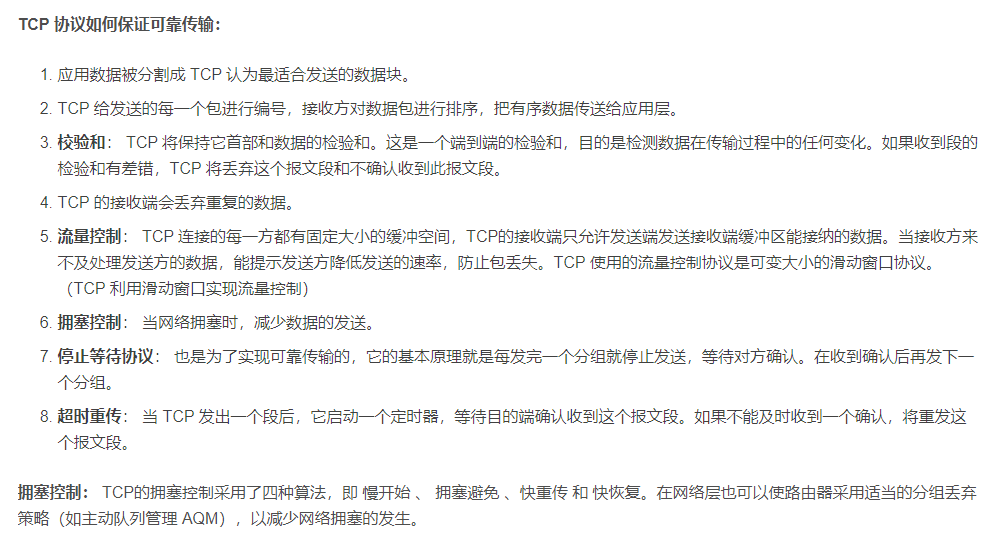 TCP 协议如何保证可靠传输：
1. 应用数据被分割成 TCP 认为最适合发送的数据块。
2. TCP 给发送的每一个包进行编号，接收方对数据包进行排序，把有序数据传送给应用层。
3. 校验和： TCP 将保持它首部和数据的检验和。这是一个端到端的检验和，目的是检测数据在传输过程中的任何变化。如果收到段的
检验和有差错，TCP 将丢弃这个报文段和不确认收到此报文段。
4. TCP 的接收端会丢弃重复的数据。
5. 流量控制： TCP 连接的每一方都有固定大小的缓冲空间，TCP的接收端只允许发送端发送接收端缓冲区能接纳的数据。当接收方来
不及处理发送方的数据，能提示发送方降低发送的速率，防止包丢失。TCP 使用的流量控制协议是可变大小的滑动窗口协议。
（TCP 利用滑动窗口实现流量控制）
6. 拥塞控制： 当网络拥塞时，减少数据的发送。
7. 停止等待协议： 也是为了实现可靠传输的，它的基本原理就是每发完一个分组就停止发送，等待对方确认。在收到确认后再发下一
个分组。
8. 超时重传： 当 TCP 发出一个段后，它启动一个定时器，等待目的端确认收到这个报文段。如果不能及时收到一个确认，将重发这
个报文段。
拥塞控制： TCP的拥塞控制采用了四种算法，即 慢开始 、 拥塞避免 、快重传 和 快恢复。在网络层也可以使路由器采用适当的分组丢弃
策略（如主动队列管理 AQM），以减少网络拥塞的发生。